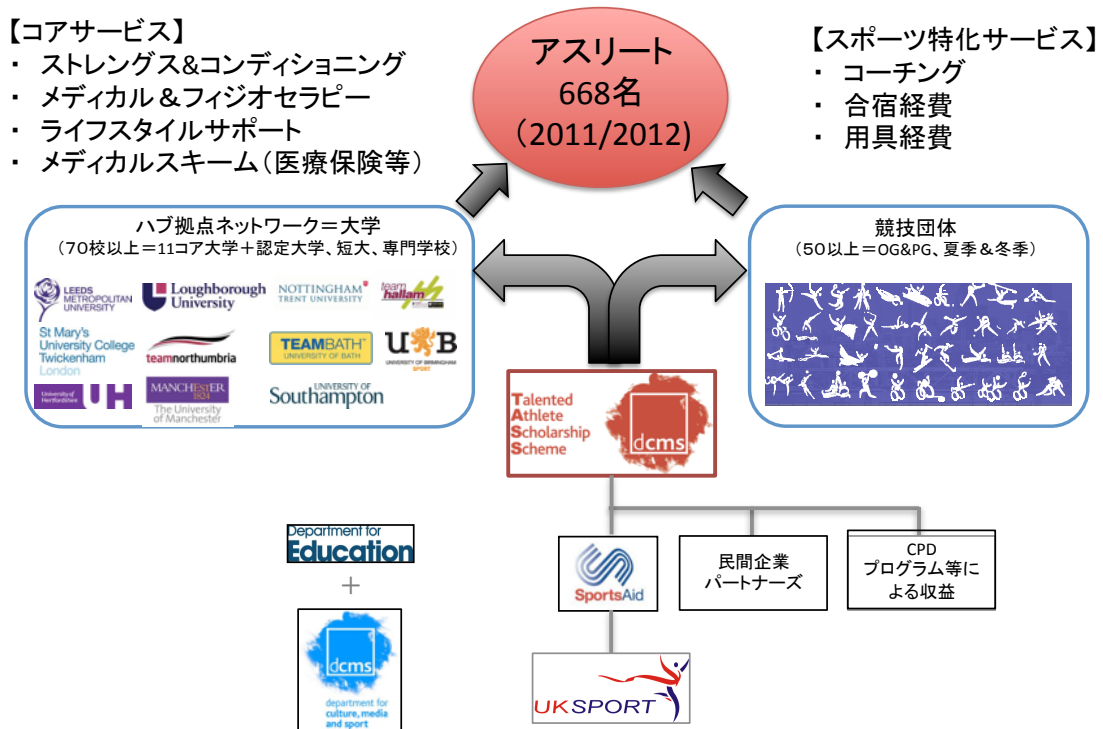 【コアサービス】
・ ストレングス&コンディショニング
・ メディカル&フィジオセラピー
・ ライフスタイルサポート
・ メディカルスキーム(医療保険等)
アスリート
668名
(2011/2012)
【スポーツ特化サービス】
・ コーチング
・ 合宿経費
・ 用具経費
ハブ拠点ネットワーク=大学
(70校以上=11コア大学+認定大学、短大、専門学校)
LEEDS
METROPOLITAN
UNIVERSITY
Loughborough
University
NOTTINGHAM
TRENT UNIVERSITY
team
hallam
St Mary's
University College
Twickenham
London
teamnorthumbria
TEAMBATH
UNIVERSITY OF BATH
UB
UNIVERSITY OF BIRMINGHAM
SPORT
University of
Hertfordshire
UH
MANCHESTER
1824
The University
of Manchester
UNIVERSITY OF
Southampton
競技団体
(50以上=OG&PG、夏季&冬季)
Talented
Athlete
Scholarship
Scheme
dcms
Department for
Education
+
dcms
department for
culture, media
and sport
SportsAid
民間企業
パートナーズ
CPD
プログラム等に
よる収益
UK SPORT